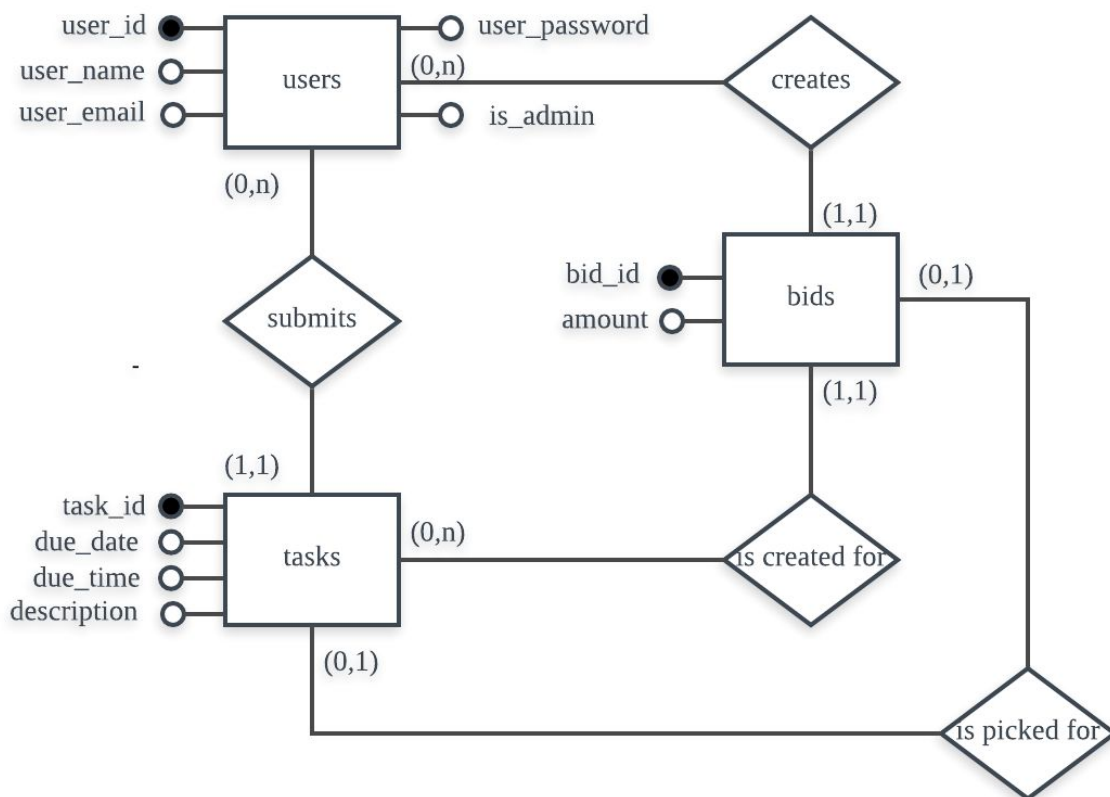 user_id
user_password
user_name
(0,n)
users
creates
user_email
is_admin
(0,n)
(1,1)
bid_id
(0,1)
bids
amount
submits
-
(1,1)
(1,1)
task_id
(0,n)
due_date
tasks
is created for
due_time
description
(0,1)
is picked for